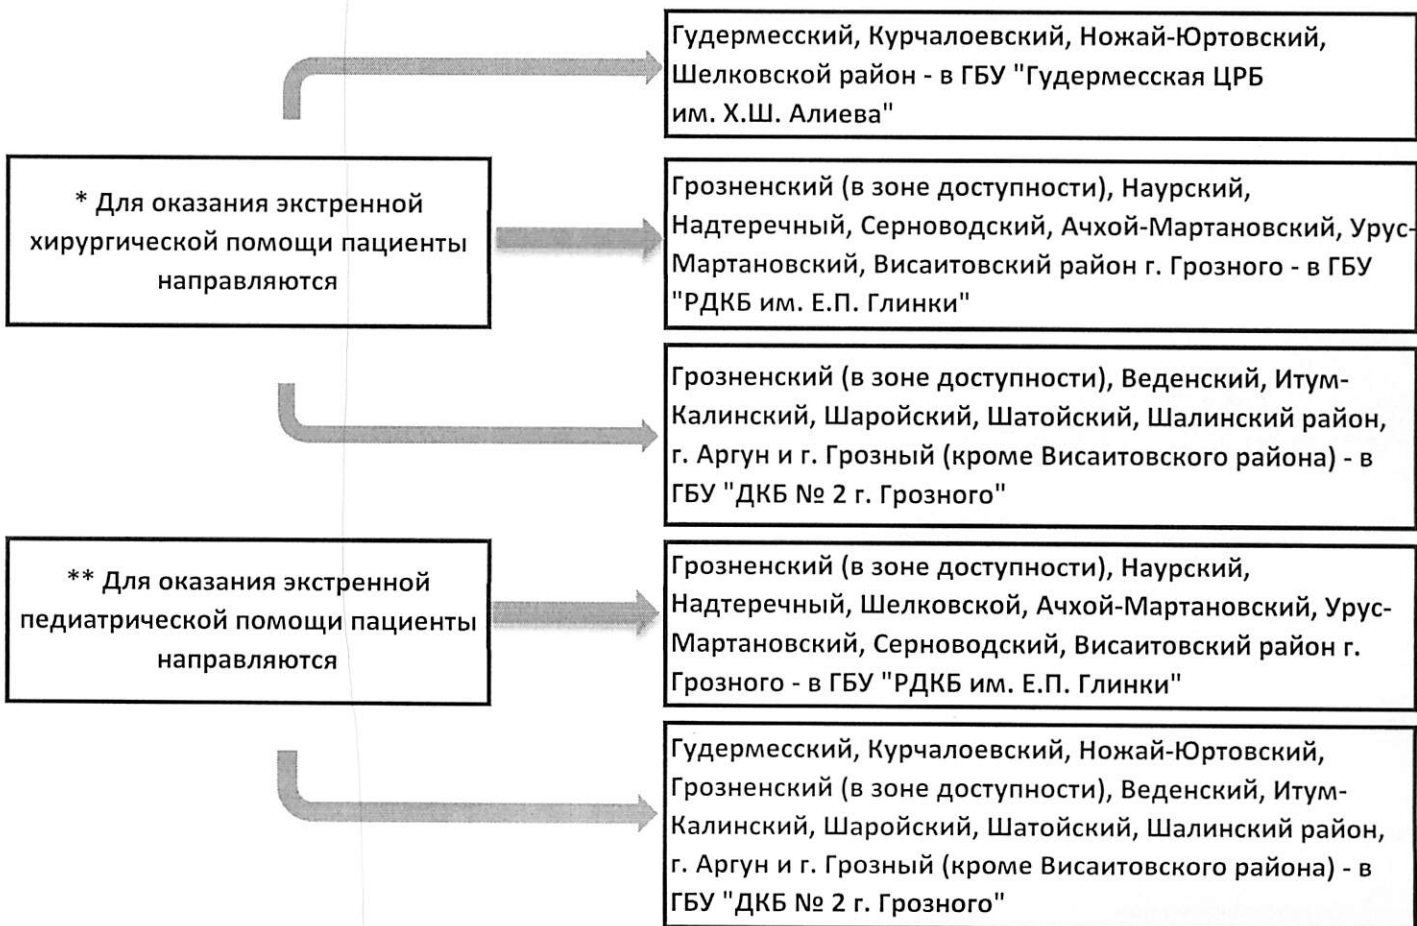 Гудермесский, Курчалоевский, Ножай-Юртовский,
Шелковской район - в ГБУ "Гудермесская ЦРБ
им. Х.Ш. Алиева"
* Для оказания экстренной
хирургической помощи пациенты
направляются
Грозненский (в зоне доступности), Наурский,
Надтеречный, Серноводский, Ачхой-Мартановский, Урус-
Мартановский, Висаитовский район г. Грозного - в ГБУ
"РДКБ им. Е.П. Глинки"
Грозненский (в зоне доступности), Веденский, Итум-
Калинский, Шаройский, Шатойский, Шалинский район,
г. Аргун и г. Грозный (кроме Висаитовского района) - в
ГБУ "ДКБ № 2 г. Грозного"
** Для оказания экстренной
педиатрической помощи пациенты
направляются
Грозненский (в зоне доступности), Наурский,
Надтеречный, Шелковской, Ачхой-Мартановский, Урус-
Мартановский, Серноводский, Висаитовский район г.
Грозного - в ГБУ "РДКБ им. Е.П. Глинки"
Гудермесский, Курчалоевский, Ножай-Юртовский,
Грозненский (в зоне доступности), Веденский, Итум-
Калинский, Шаройский, Шатойский, Шалинский район,
г. Аргун и г. Грозный (кроме Висаитовского района) - в
ГБУ "ДКБ № 2 г. Грозного"